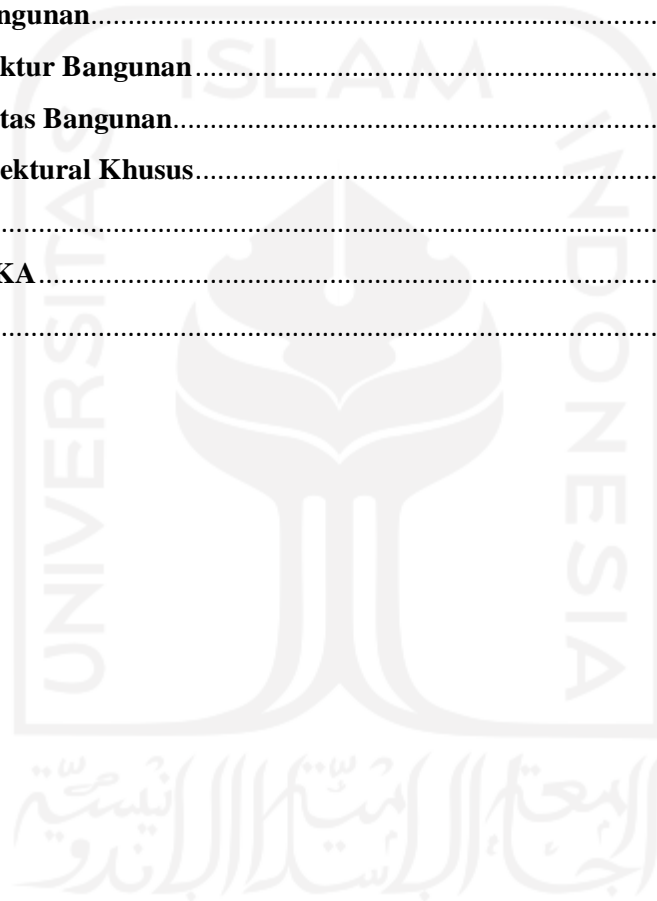 ngunan........................................................................
ktur Bangunan........................................................
tas Bangunan...........................................................
ektural Khusus........................................................
....................................................................................
KA...............................................................................
....................................................................................
ISLAM
UNIVERSITAS
INDONESIA